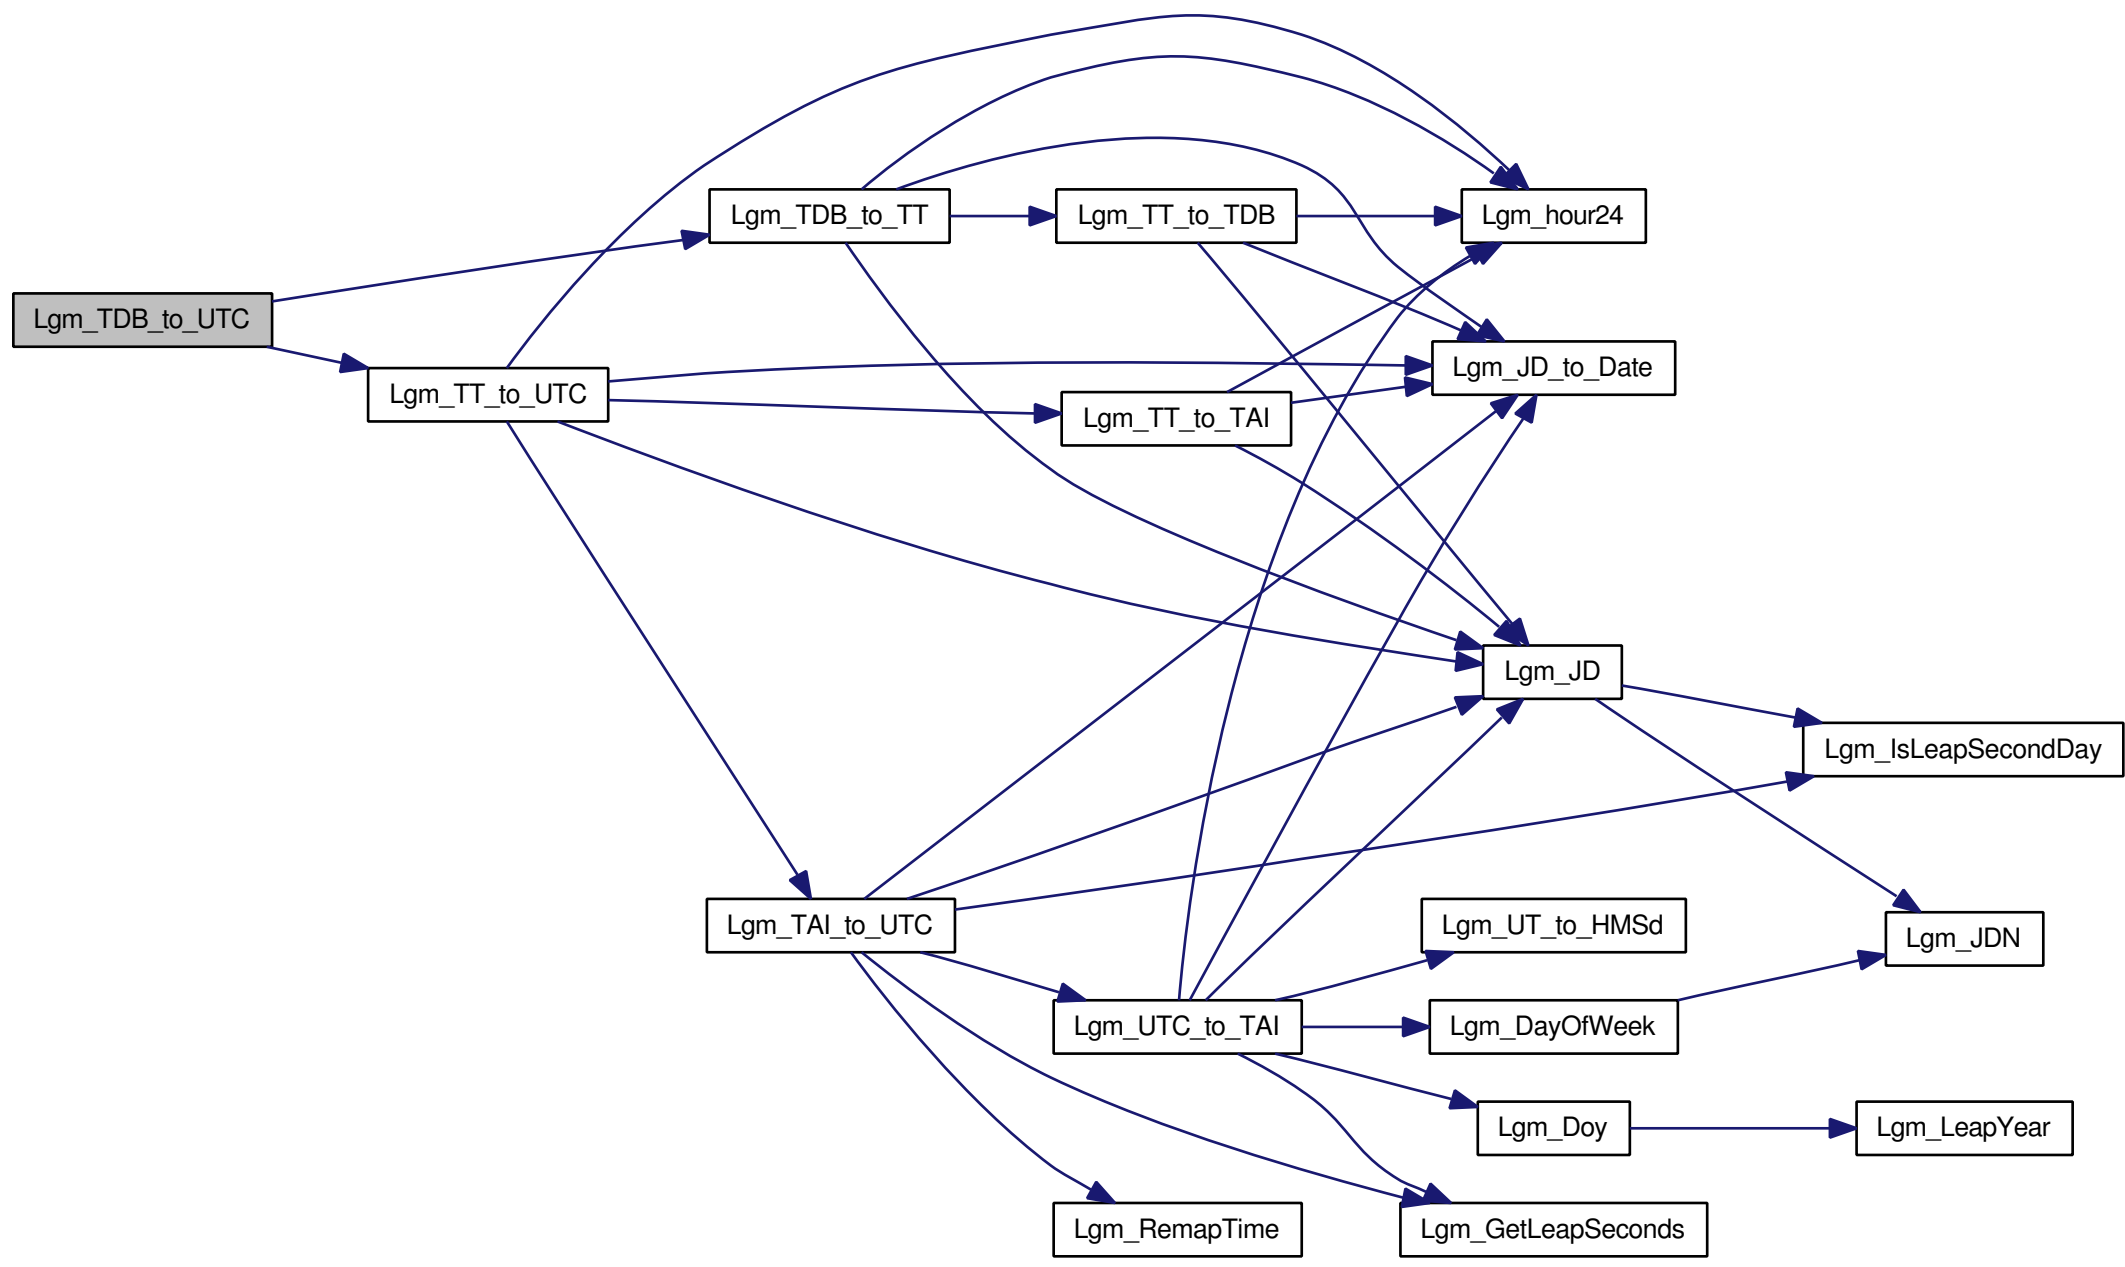 Lgm_TDB_to_UTC
Lgm_TDB_to_TT
Lgm_TT_to_TDB
Lgm_hour24
Lgm_TT_to_UTC
Lgm_TT_to_TAI
Lgm_JD_to_Date
Lgm_JD
Lgm_IsLeapSecondDay
Lgm_TAI_to_UTC
Lgm_UT_to_HMSd
Lgm_JDN
Lgm_UTC_to_TAI
Lgm_DayOfWeek
Lgm_Doy
Lgm_LeapYear
Lgm_RemapTime
Lgm_GetLeapSeconds